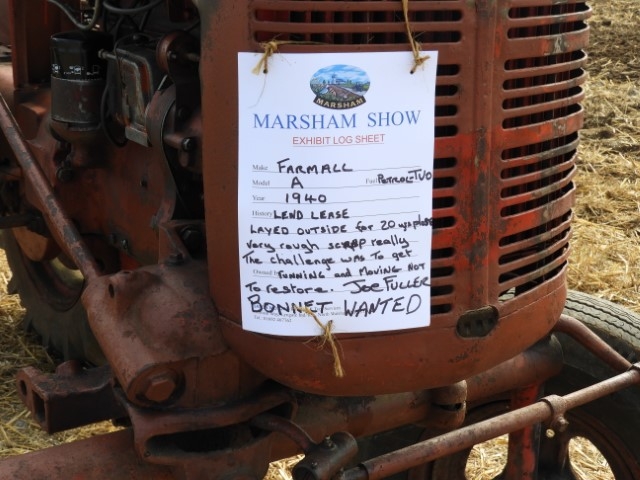 MARSHAM
MARSHAM SHOW
EXHIBIT LOG SHEET
Make FARMALL
Model A Fuel PETROL-TVO
Year 1940
History LEND LEASE
LAYED OUTSIDE FOR 20 yrs plus
very rough scrap really
The challenge was To get
Owned by running and MOVING NOT
To restore. JOE FULLER
BONNET WANTED